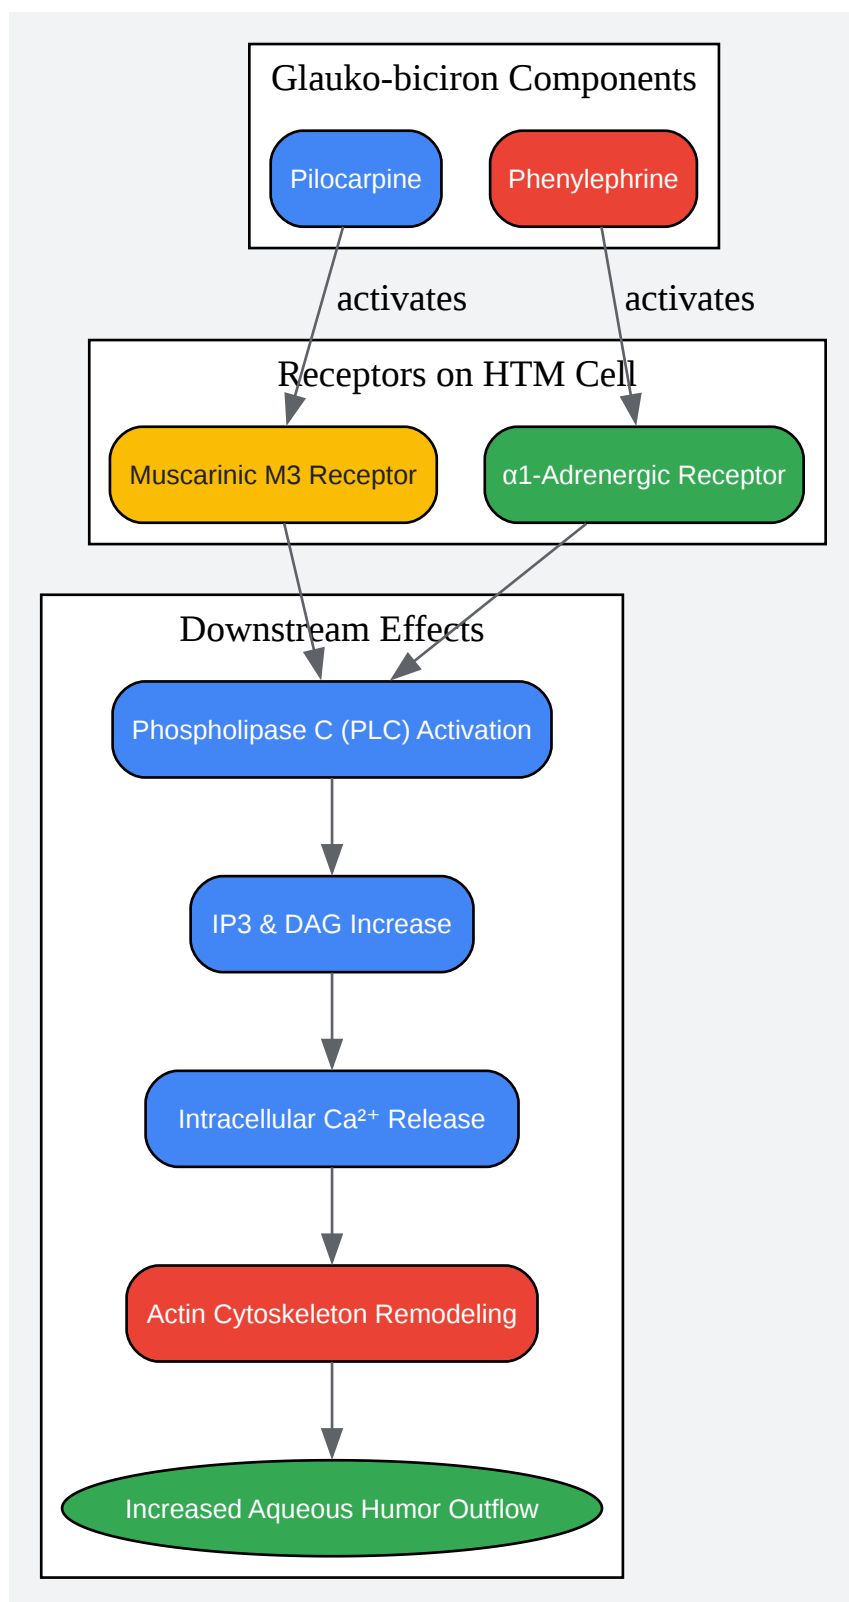 Glauko-biciron Components
Pilocarpine
Phenylephrine
activates
activates
Receptors on HTM Cell
Muscarinic M3 Receptor
α1-Adrenergic Receptor
Downstream Effects
Phospholipase C (PLC) Activation
IP3 & DAG Increase
Intracellular Ca²⁺ Release
Actin Cytoskeleton Remodeling
Increased Aqueous Humor Outflow